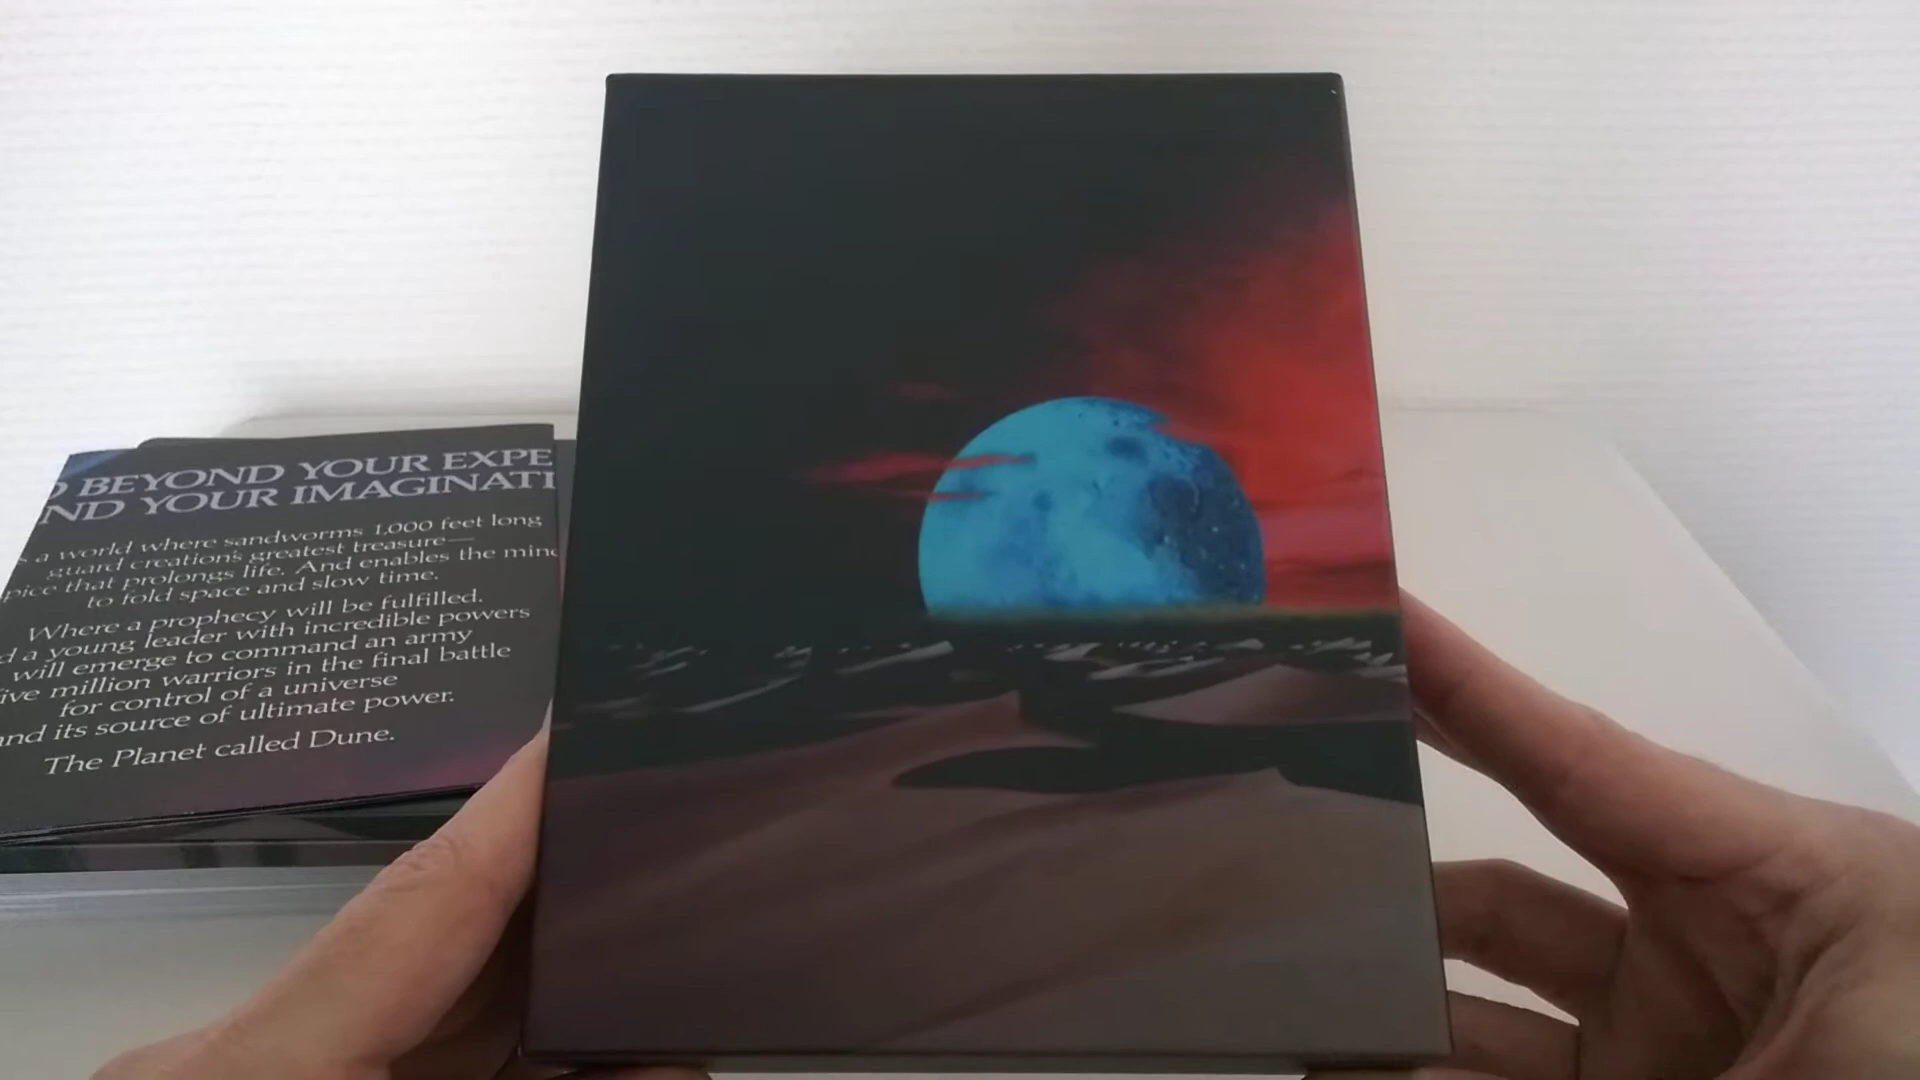 BEYOND YOUR EXPE
ND YOUR IMAGINATI
a world where sandworms 1,000 feet long
guard creation's greatest treasure—
pice that prolongs life. And enables the mind
to fold space and slow time.
Where a prophecy will be fulfilled.
d a young leader with incredible powers
will emerge to command an army
five million warriors in the final battle
for control of a universe
and its source of ultimate power.
The Planet called Dune.